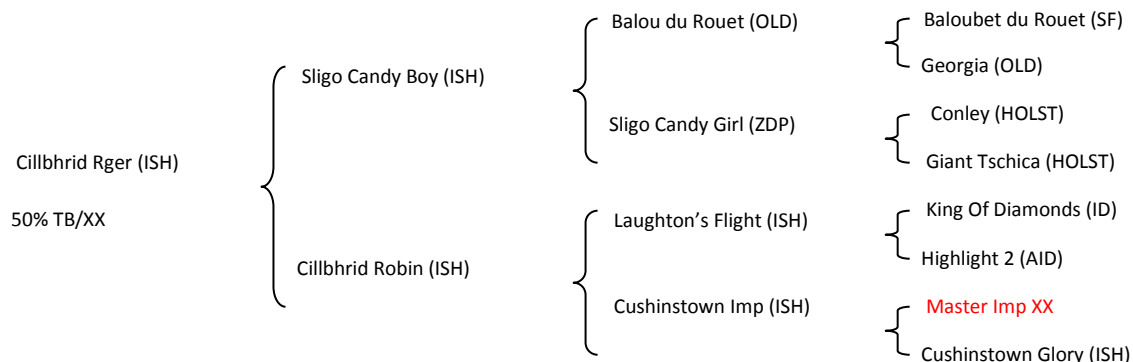 Cillbhrid Rger (ISH)
50% TB/XX
Sligo Candy Boy (ISH)
Cillbhrid Robin (ISH)
Balou du Rouet (OLD)
Sligo Candy Girl (ZDP)
Laughton’s Flight (ISH)
Cushinstown Imp (ISH)
Baloubet du Rouet (SF)
Georgia (OLD)
Conley (HOLST)
Giant Tschica (HOLST)
King Of Diamonds (ID)
Highlight 2 (AID)
Master Imp XX
Cushinstown Glory (ISH)